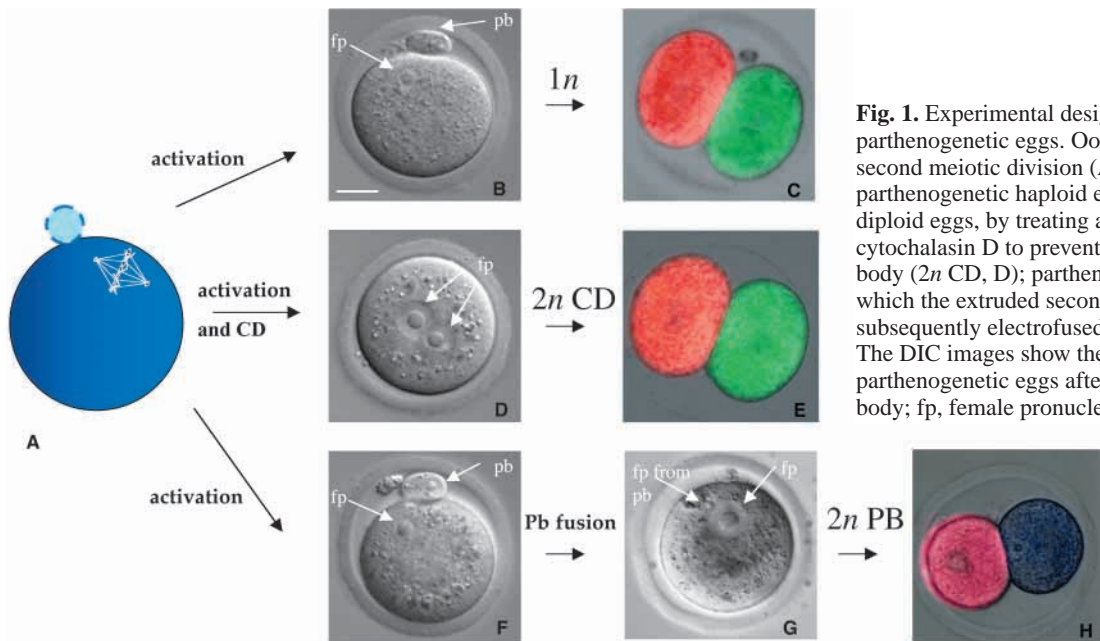 fp
pb
B
activation
1n
C
A
activation
and CD
fp
D
2n CD
E
activation
fp
pb
F
Pb fusion
fp from
pb
fp
G
2n PB
H
Fig. 1. Experimental desig
parthenogenetic eggs. Oo
second meiotic division (
parthenogenetic haploid e
diploid eggs, by treating a
cytochalasin D to prevent
body (2n CD, D); parthen
which the extruded second
subsequently electrofused
The DIC images show the
parthenogenetic eggs afte
body; fp, female pronucle